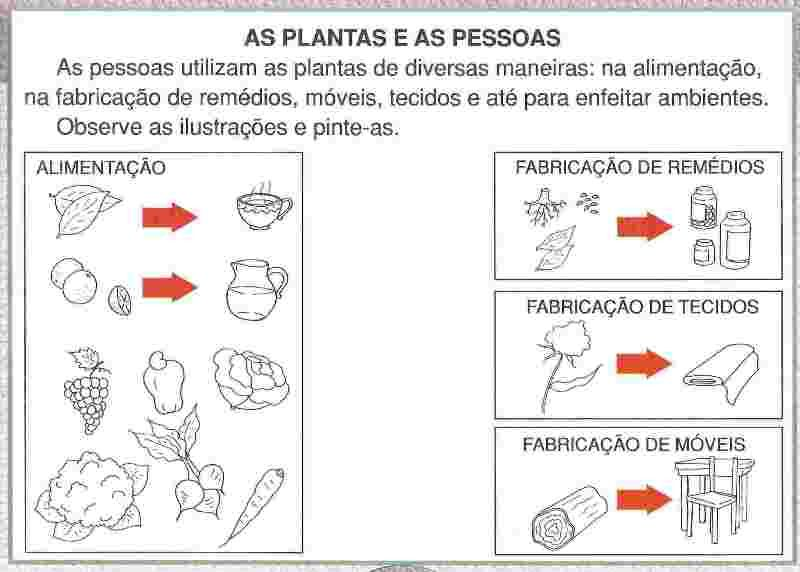 AS PLANTAS E AS PESSOAS
As pessoas utilizam as plantas de diversas maneiras: na alimentação,
na fabricação de remédios, móveis, tecidos e até para enfeitar ambientes.
Observe as ilustrações e pinte-as.
ALIMENTAÇÃO
FABRICAÇÃO DE REMÉDIOS
FABRICAÇÃO DE TECIDOS
FABRICAÇÃO DE MÓVEIS